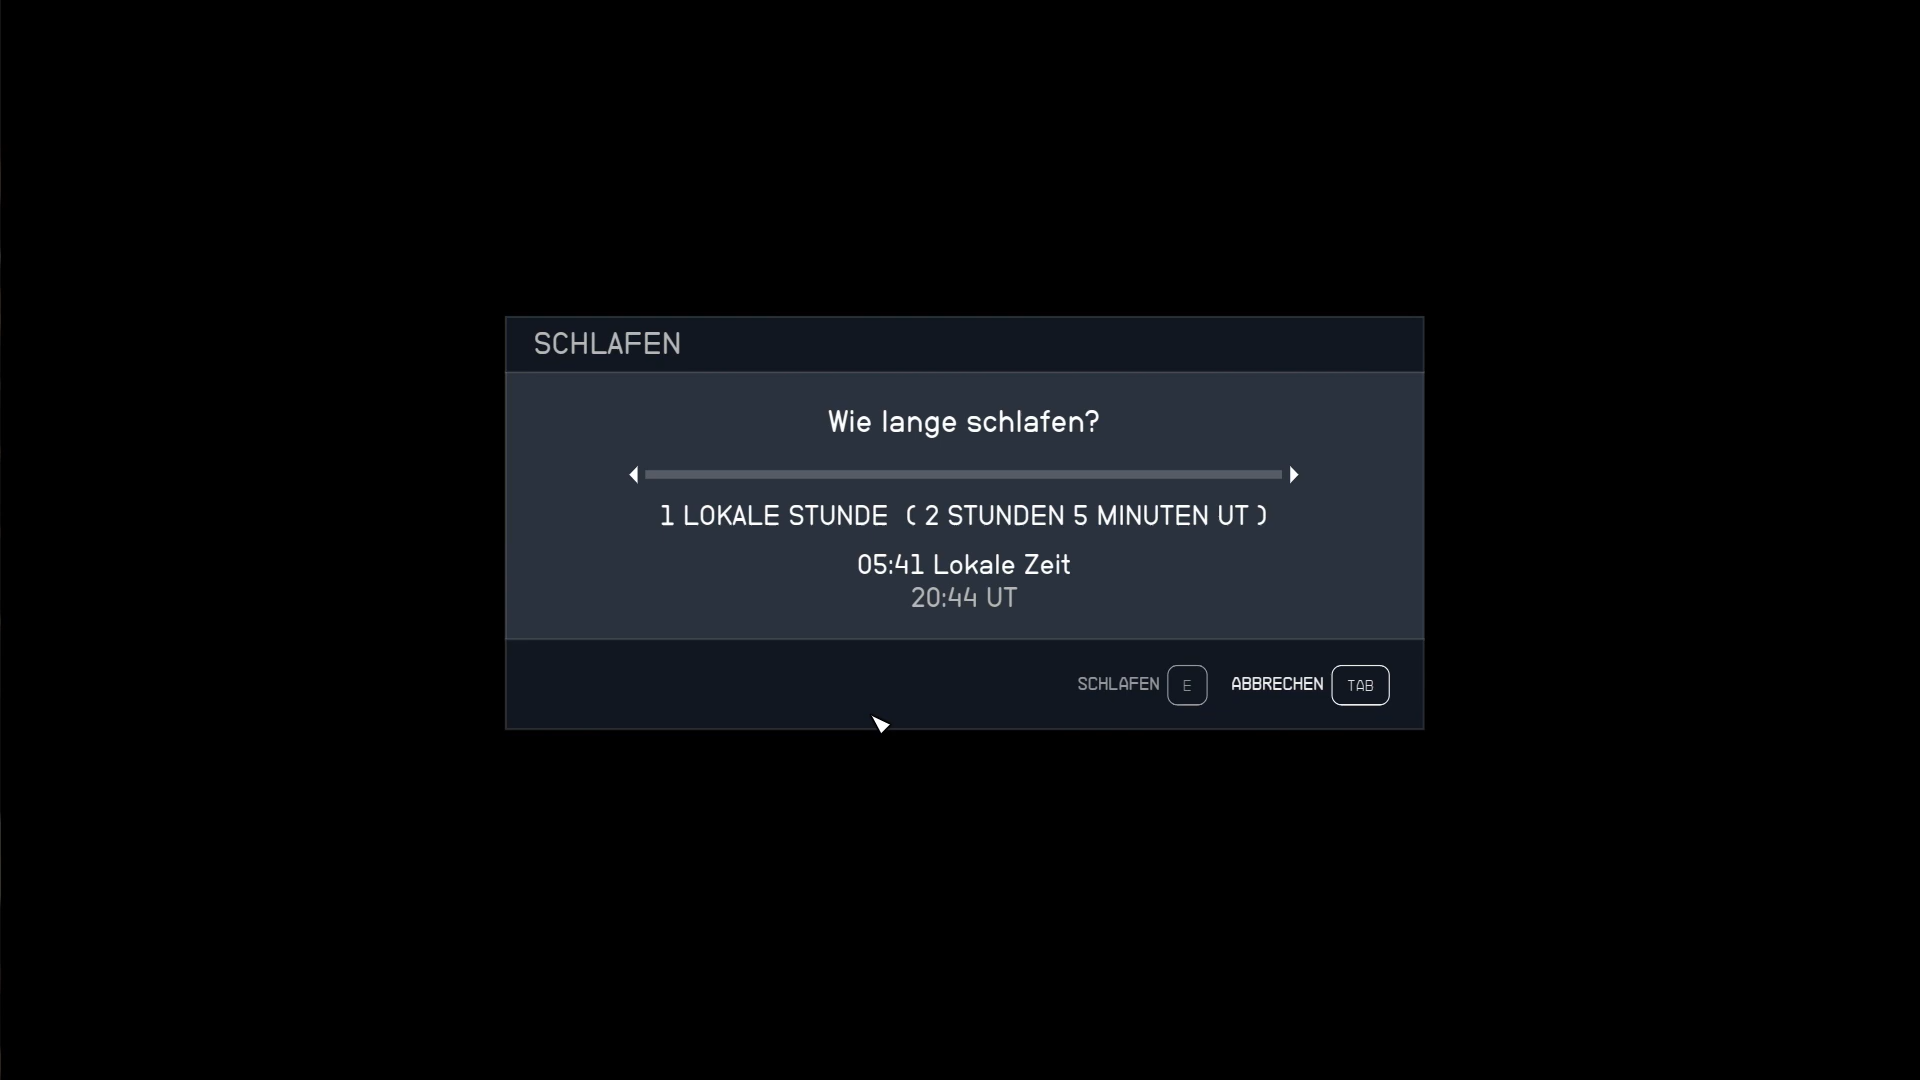 SCHLAFEN
Wie lange schlafen?
1 LOKALE STUNDE ( 2 STUNDEN 5 MINUTEN UT )
05:41 Lokale Zeit
20:44 UT
SCHLAFEN E ABBRECHEN TAB